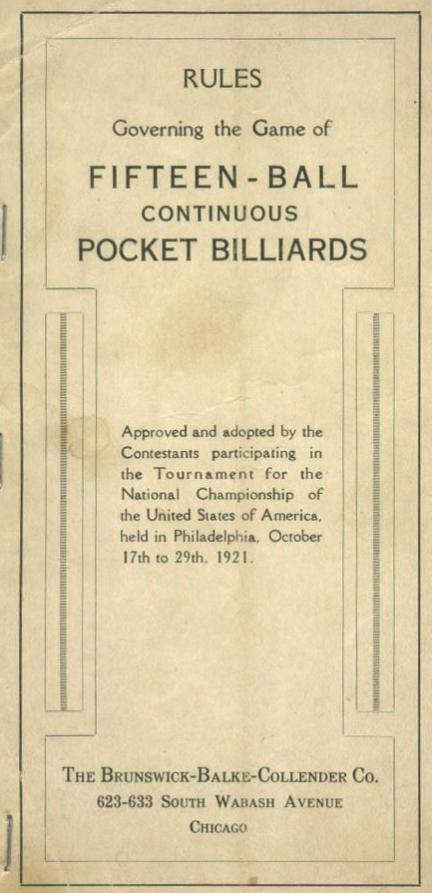 RULES
Governing the Game of
FIFTEEN-BALL
CONTINUOUS
POCKET BILLIARDS
Approved and adopted by the
Contestants participating in
the Tournament for the
National Championship of
the United States of America,
held in Philadelphia, October
17th to 29th, 1921.
THE BRUNSWICK-BALKE-COLLENDER CO.
623-633 SOUTH WABASH AVENUE
CHICAGO